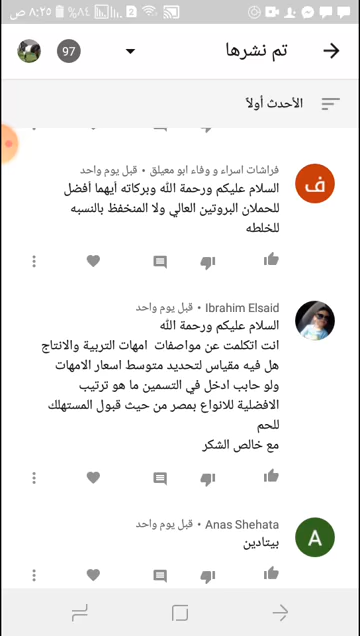 ٨:٢٥ ص ٨٤٪
تم نشرها 97
الأحدث أولاً
فراشات اسراء و وفاء ابو معيلق • قبل يوم واحد
السلام عليكم ورحمة الله وبركاته أيهما أفضل
للحملان البروتين العالي ولا المنخفظ بالنسبه
للخلطه
ف
Ibrahim Elsaid • قبل يوم واحد
السلام عليكم ورحمة الله
انت اتكلمت عن مواصفات امهات التربية والانتاج
هل فيه مقياس لتحديد متوسط اسعار الامهات
ولو حابب ادخل في التسمين ما هو ترتيب
الافضلية للانواع بمصر من حيث قبول المستهلك
للحم
مع خالص الشكر
Anas Shehata • قبل يوم واحد
بيتادين
A